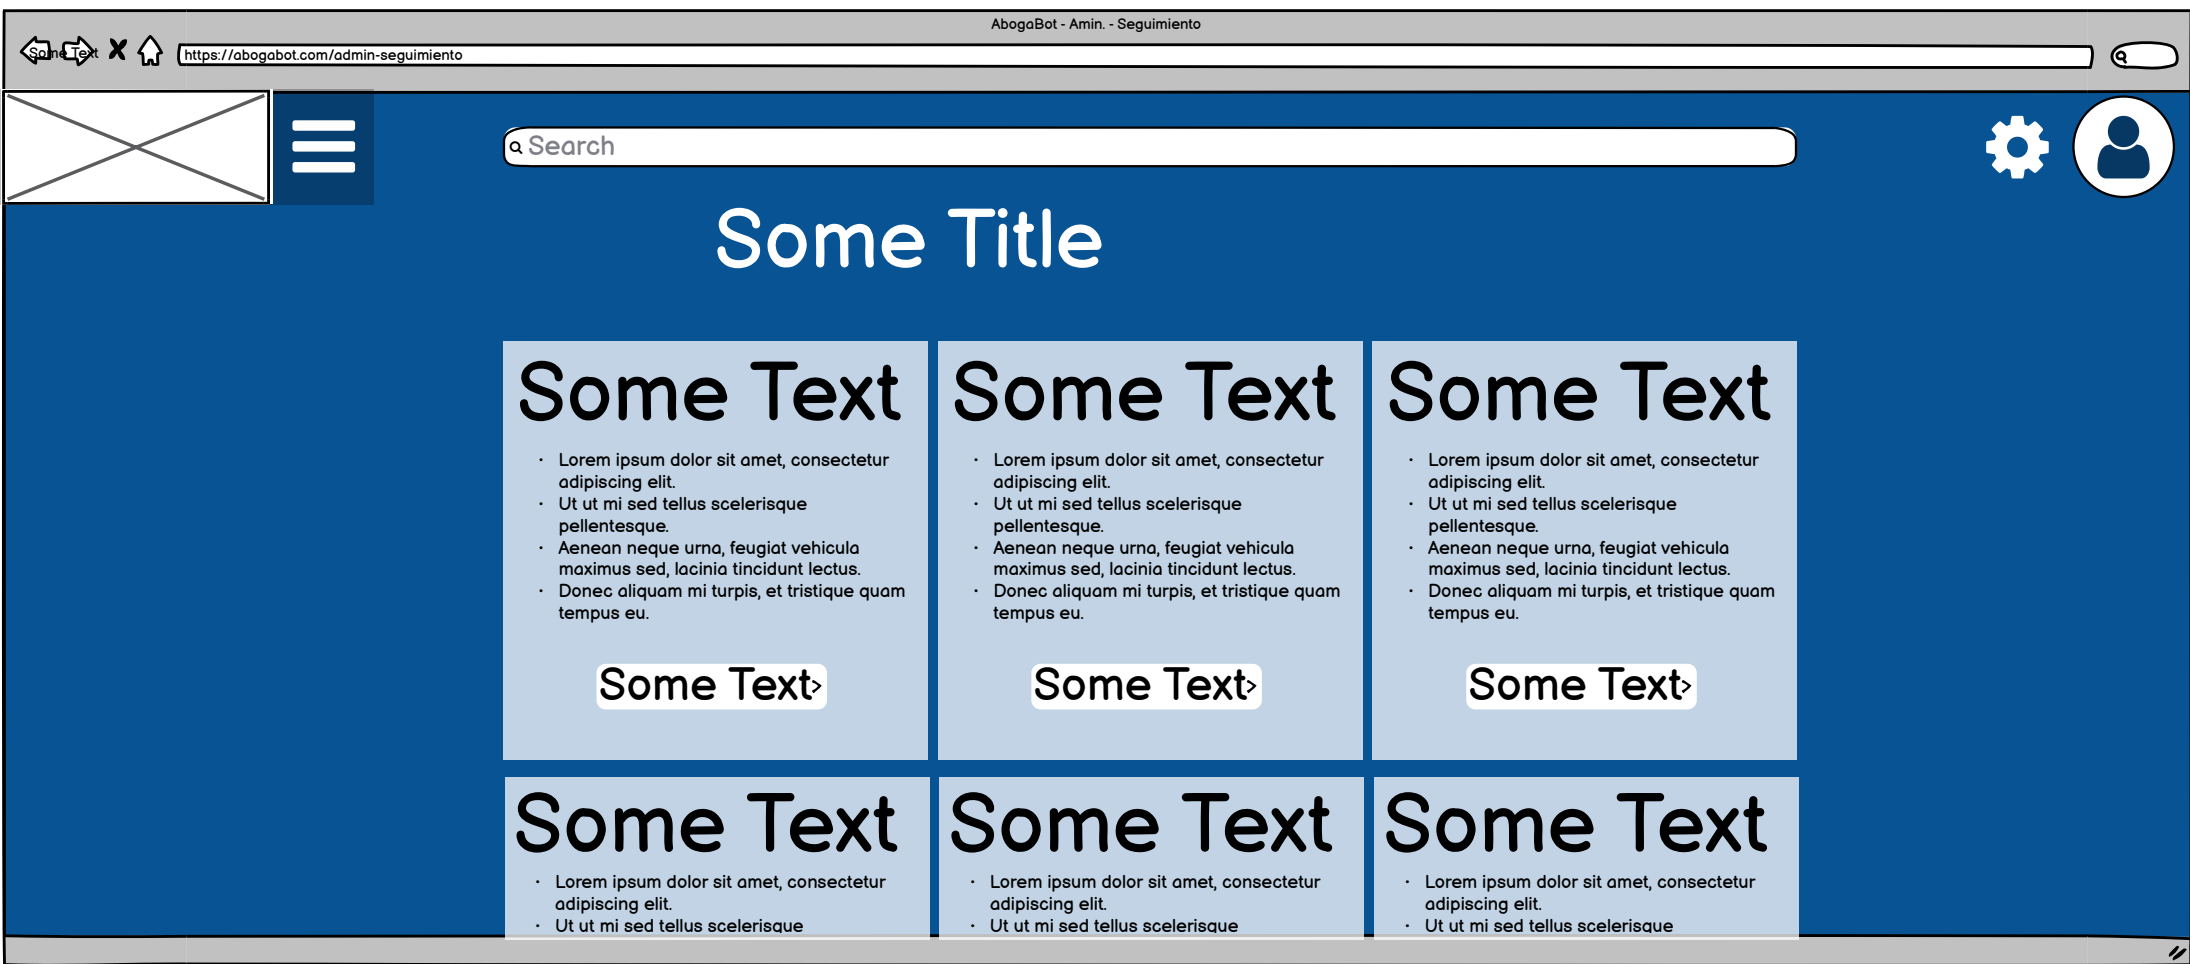 AbogaBot - Amin. - Seguimiento
Some Text
https://abogabot.com/admin-seguimiento
Search
Some Title
Some Text
Lorem ipsum dolor sit amet, consectetur
adipiscing elit.
Ut ut mi sed tellus scelerisque
pellentesque.
Aenean neque urna, feugiat vehicula
maximus sed, lacinia tincidunt lectus.
Donec aliquam mi turpis, et tristique quam
tempus eu.
Some Text>
Some Text
Lorem ipsum dolor sit amet, consectetur
adipiscing elit.
Ut ut mi sed tellus scelerisque
pellentesque.
Aenean neque urna, feugiat vehicula
maximus sed, lacinia tincidunt lectus.
Donec aliquam mi turpis, et tristique quam
tempus eu.
Some Text>
Some Text
Lorem ipsum dolor sit amet, consectetur
adipiscing elit.
Ut ut mi sed tellus scelerisque
pellentesque.
Aenean neque urna, feugiat vehicula
maximus sed, lacinia tincidunt lectus.
Donec aliquam mi turpis, et tristique quam
tempus eu.
Some Text>
Some Text
Lorem ipsum dolor sit amet, consectetur
adipiscing elit.
Ut ut mi sed tellus scelerisque
Some Text
Lorem ipsum dolor sit amet, consectetur
adipiscing elit.
Ut ut mi sed tellus scelerisque
Some Text
Lorem ipsum dolor sit amet, consectetur
adipiscing elit.
Ut ut mi sed tellus scelerisque